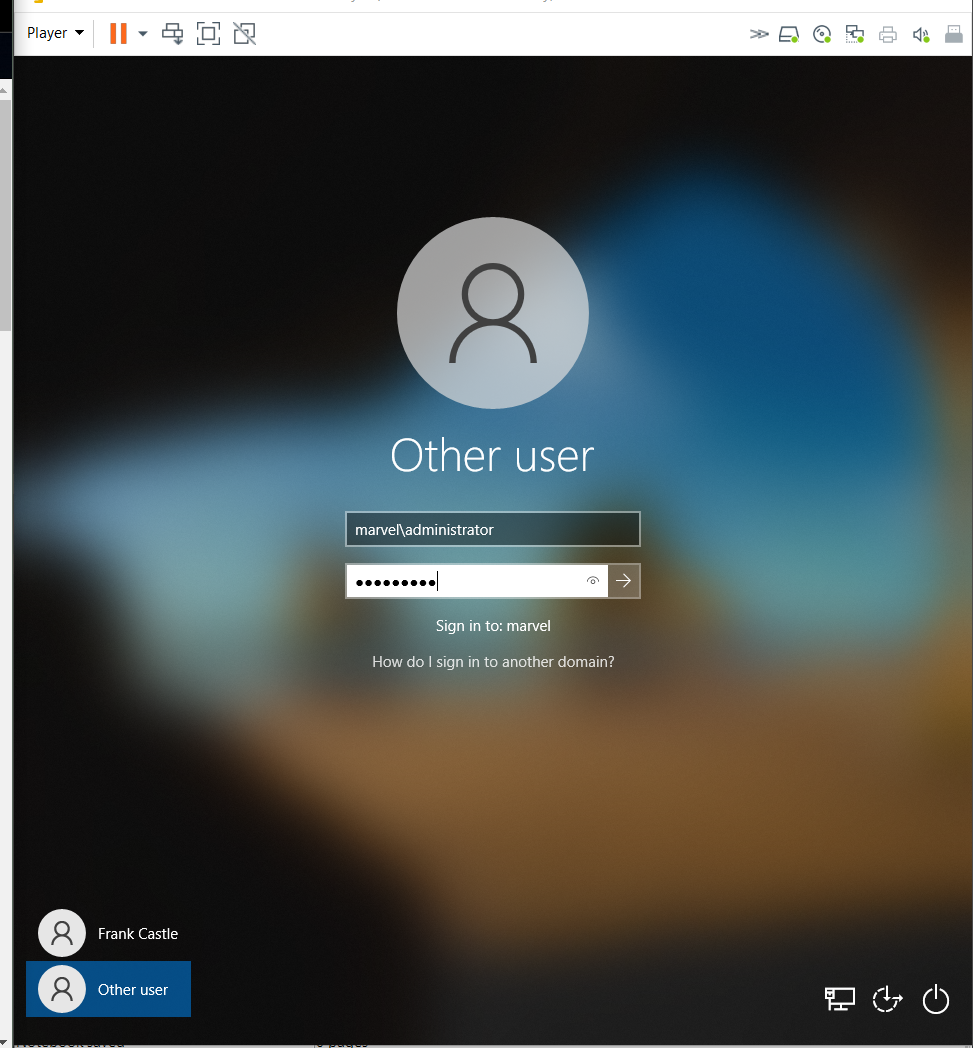 Player
Other user
marvel\administrator
●●●●●●●●●
Sign in to: marvel
How do I sign in to another domain?
Frank Castle
Other user